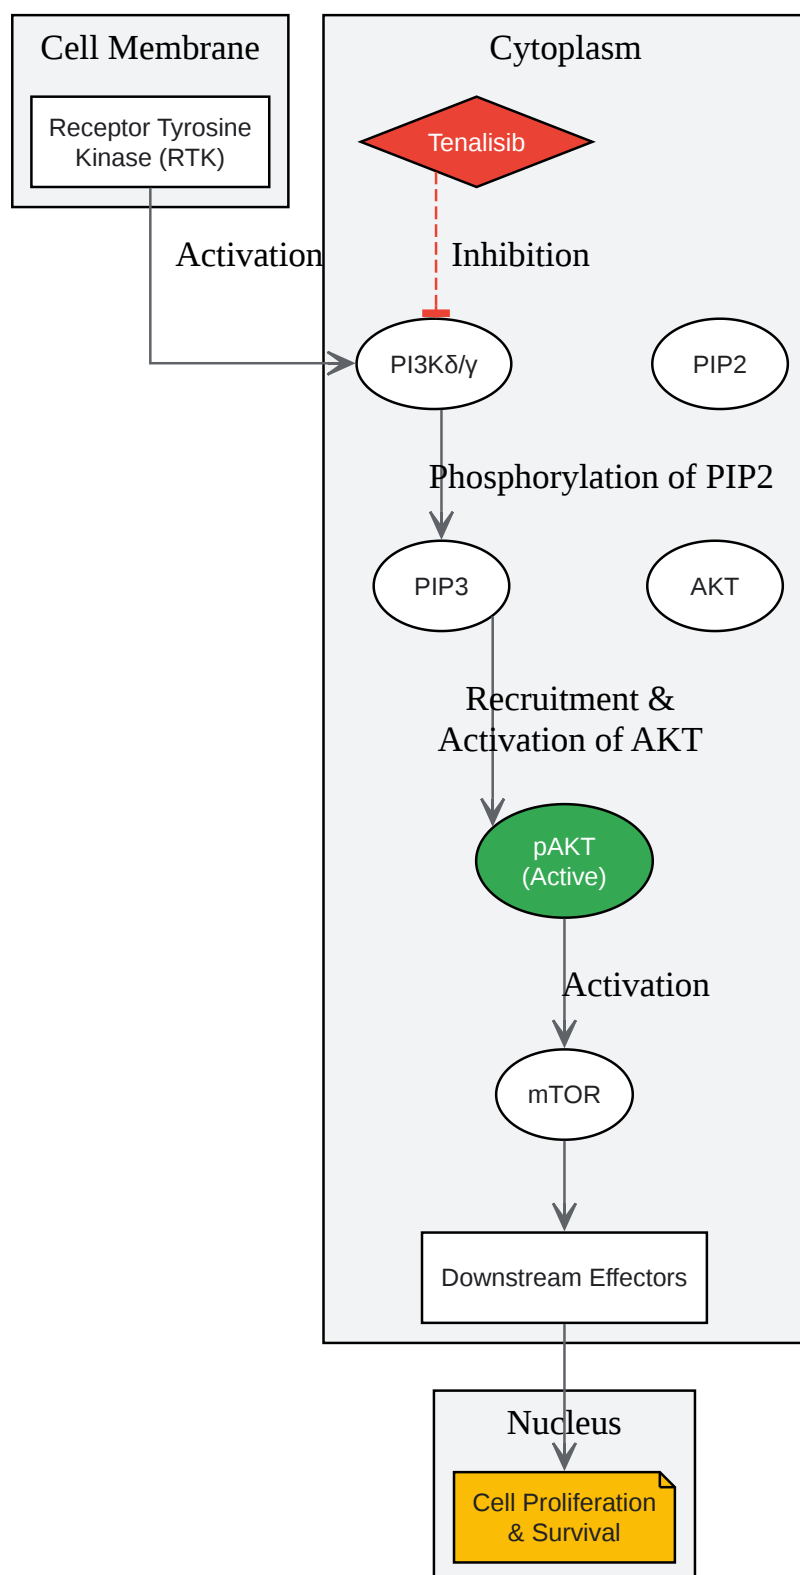 Cell Membrane
Receptor Tyrosine
Kinase (RTK)
Cytoplasm
Tenalisib
Activation
Inhibition
PI3Kδ/γ
PIP2
Phosphorylation of PIP2
PIP3
AKT
Recruitment &
Activation of AKT
pAKT
(Active)
Activation
mTOR
Downstream Effectors
Nucleus
Cell Proliferation
& Survival